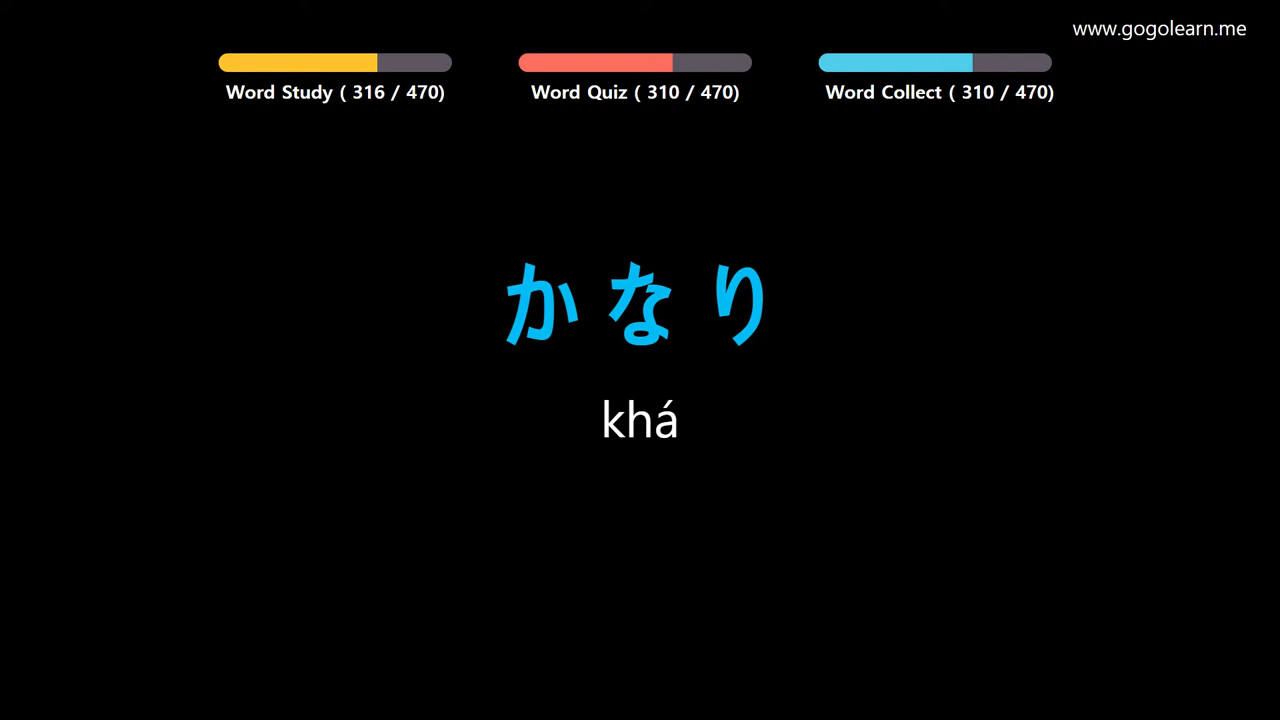 www.gogolearn.me
Word Study ( 316 / 470)
Word Quiz ( 310 / 470)
Word Collect ( 310 / 470)
かなり
khá